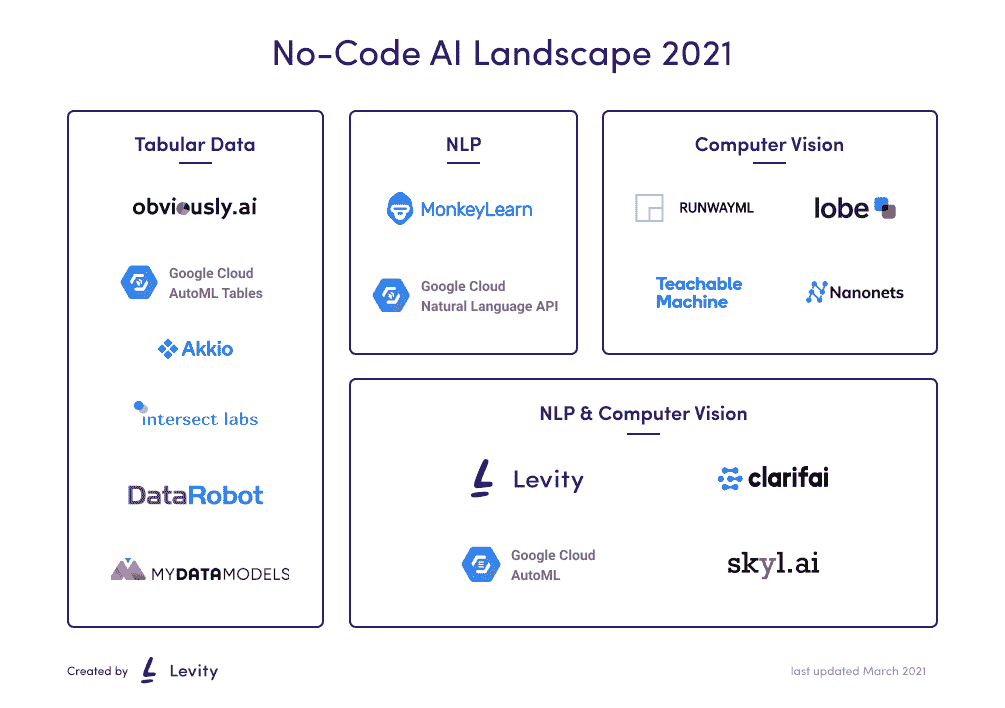 No-Code AI Landscape 2021
Tabular Data
obviously.ai
Google Cloud
AutoML Tables
Akkio
intersect labs
DataRobot
MYDATAMODELS
NLP
MonkeyLearn
Google Cloud
Natural Language API
Computer Vision
RUNWAYML
lobe
Teachable
Machine
Nanonets
NLP & Computer Vision
Levity
clarifai
Google Cloud
AutoML
skyl.ai
Created by Levity
last updated March 2021